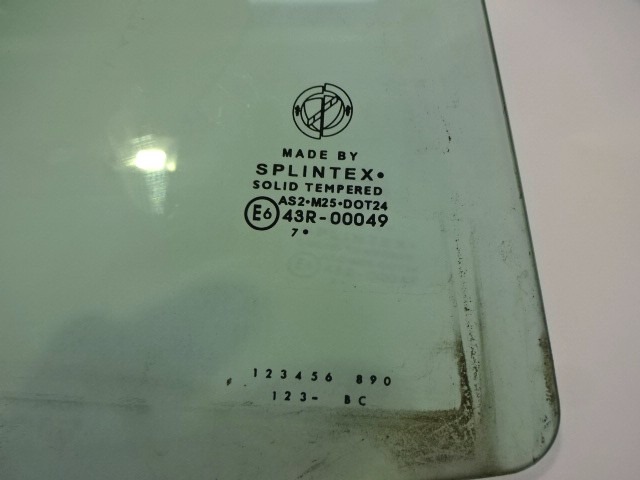 MADE BY
SPLINTEX•
SOLID TEMPERED
AS2•M25•DOT24
E6 43R-00049
7•
123456 890
123- BC